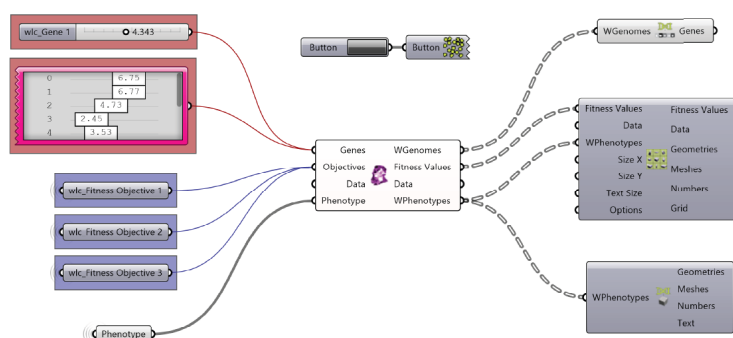 wlc_Gene 1
4.343
0 6.75
1 6.77
2 4.73
3 2.45
4 3.53
wlc_Fitness Objective 1
wlc_Fitness Objective 2
wlc_Fitness Objective 3
Phenotype
Button
Button
Genes WGenomes
Objectives Fitness Values
Data Data
Phenotype WPhenotypes
WGenomes Genes
Fitness Values Fitness Values
Data Data
WPhenotypes Geometries
Size X Meshes
Size Y Numbers
Text Size Grid
Options
WPhenotypes
Geometries
Meshes
Numbers
Text